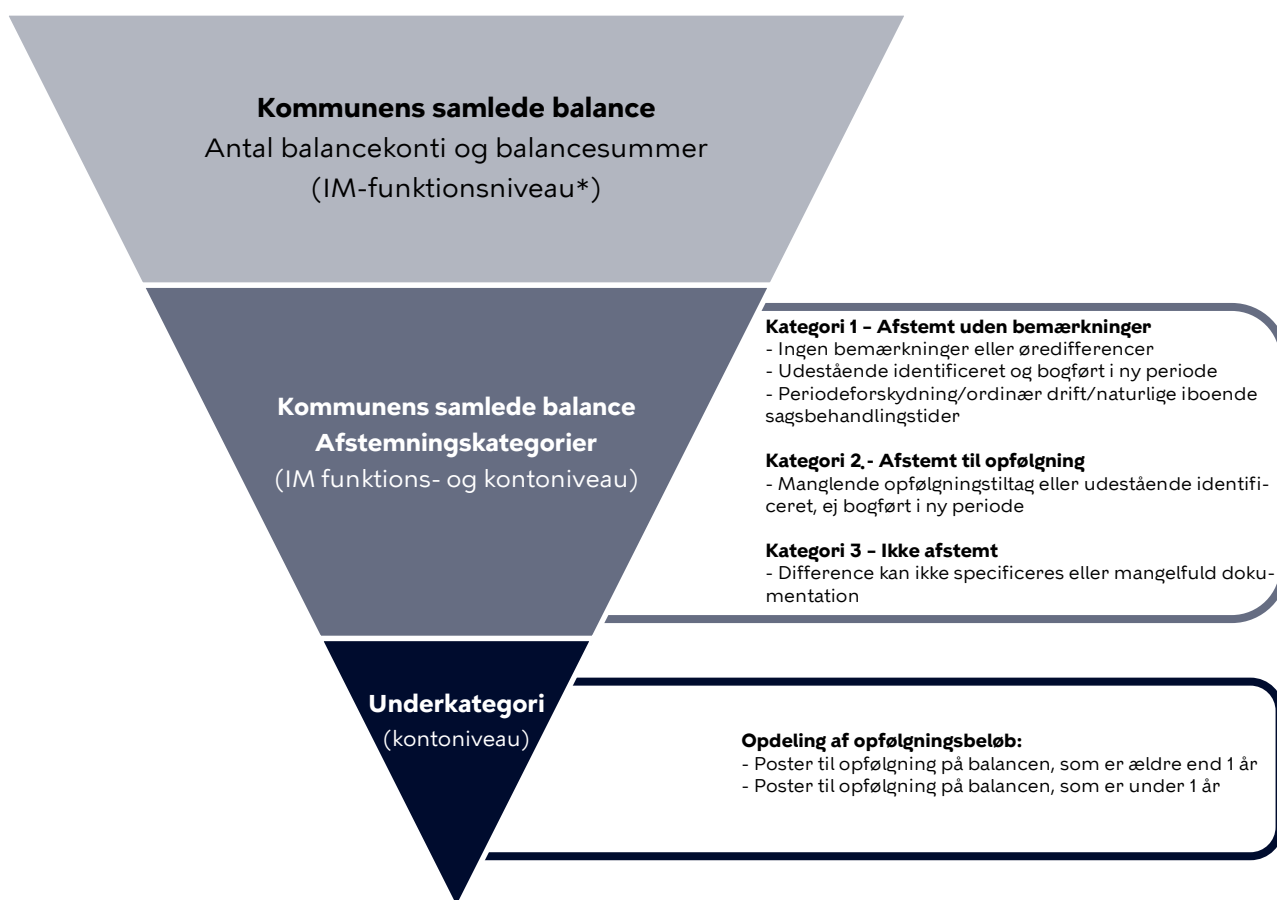 Kommunens samlede balance
Antal balancekonti og balancesummer
(IM-funktionsniveau*)
Kommunens samlede balance
Afstemningskategorier
(IM funktions- og kontoniveau)
Kategori 1 – Afstemt uden bemærkninger
- Ingen bemærkninger eller øredifferencer
- Udestående identificeret og bogført i ny periode
- Periodeforskydning/ordinær drift/naturlige iboende
sagsbehandlingstider
Kategori 2 - Afstemt til opfølgning
- Manglende opfølgningstiltag eller udestående identifi-
ceret, ej bogført i ny periode
Kategori 3 – Ikke afstemt
- Difference kan ikke specificeres eller mangelfuld doku-
mentation
Underkategori
(kontoniveau)
Opdeling af opfølgningsbeløb:
- Poster til opfølgning på balancen, som er ældre end 1 år
- Poster til opfølgning på balancen, som er under 1 år